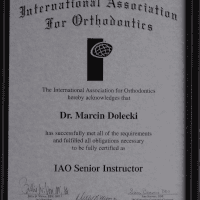 International Association
For Orthodontics
The International Association for Orthodontics
hereby acknowledges that
Dr. Marcin Dolecki
has successfully met all of the requirements
and fulfilled all obligations necessary
to be fully certified as
IAO Senior Instructor